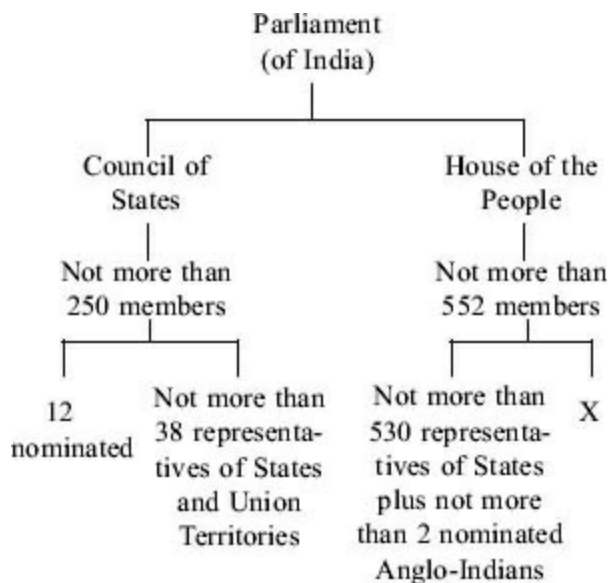 Parliament
(of India)
Council of
States
House of the
People
Not more than
250 members
Not more than
552 members
12
nominated
Not more than
38 representa-
tives of States
and Union
Territories
Not more than
530 representa-
tives of States
plus not more
than 2 nominated
Anglo-Indians
X